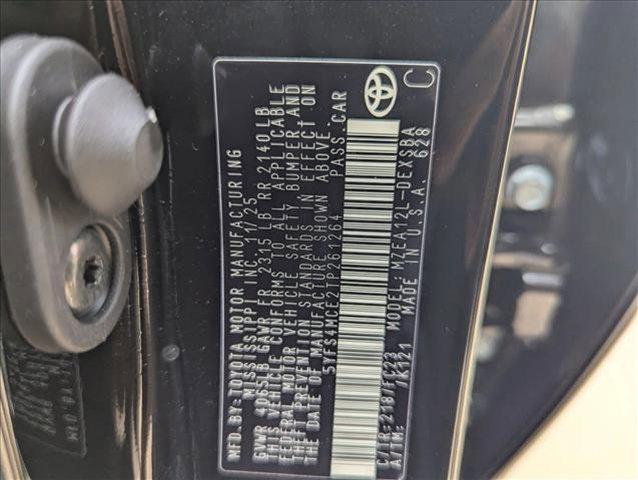 MFD.BY: TOYOTA MOTOR MANUFACTURING
MISSISSIPPI INC. 11/25
GVWR 4065LB GAWR FR 2315 LB RR 2140LB
THIS VEHICLE CONFORMS TO ALL APPLICABLE
FEDERAL MOTOR VEHICLE SAFETY BUMPER AND
THEFT PREVENTION STANDARDS IN EFFECT ON
THE DATE OF MANUFACTURE SHOWN ABOVE.
5YFS4MCE2TP261264 PASS.CAR
C/TR: 218/FC23 MODEL: MZEA12L-DEXSBA
A/TM: /K121 MADE IN U.S.A. 628
C